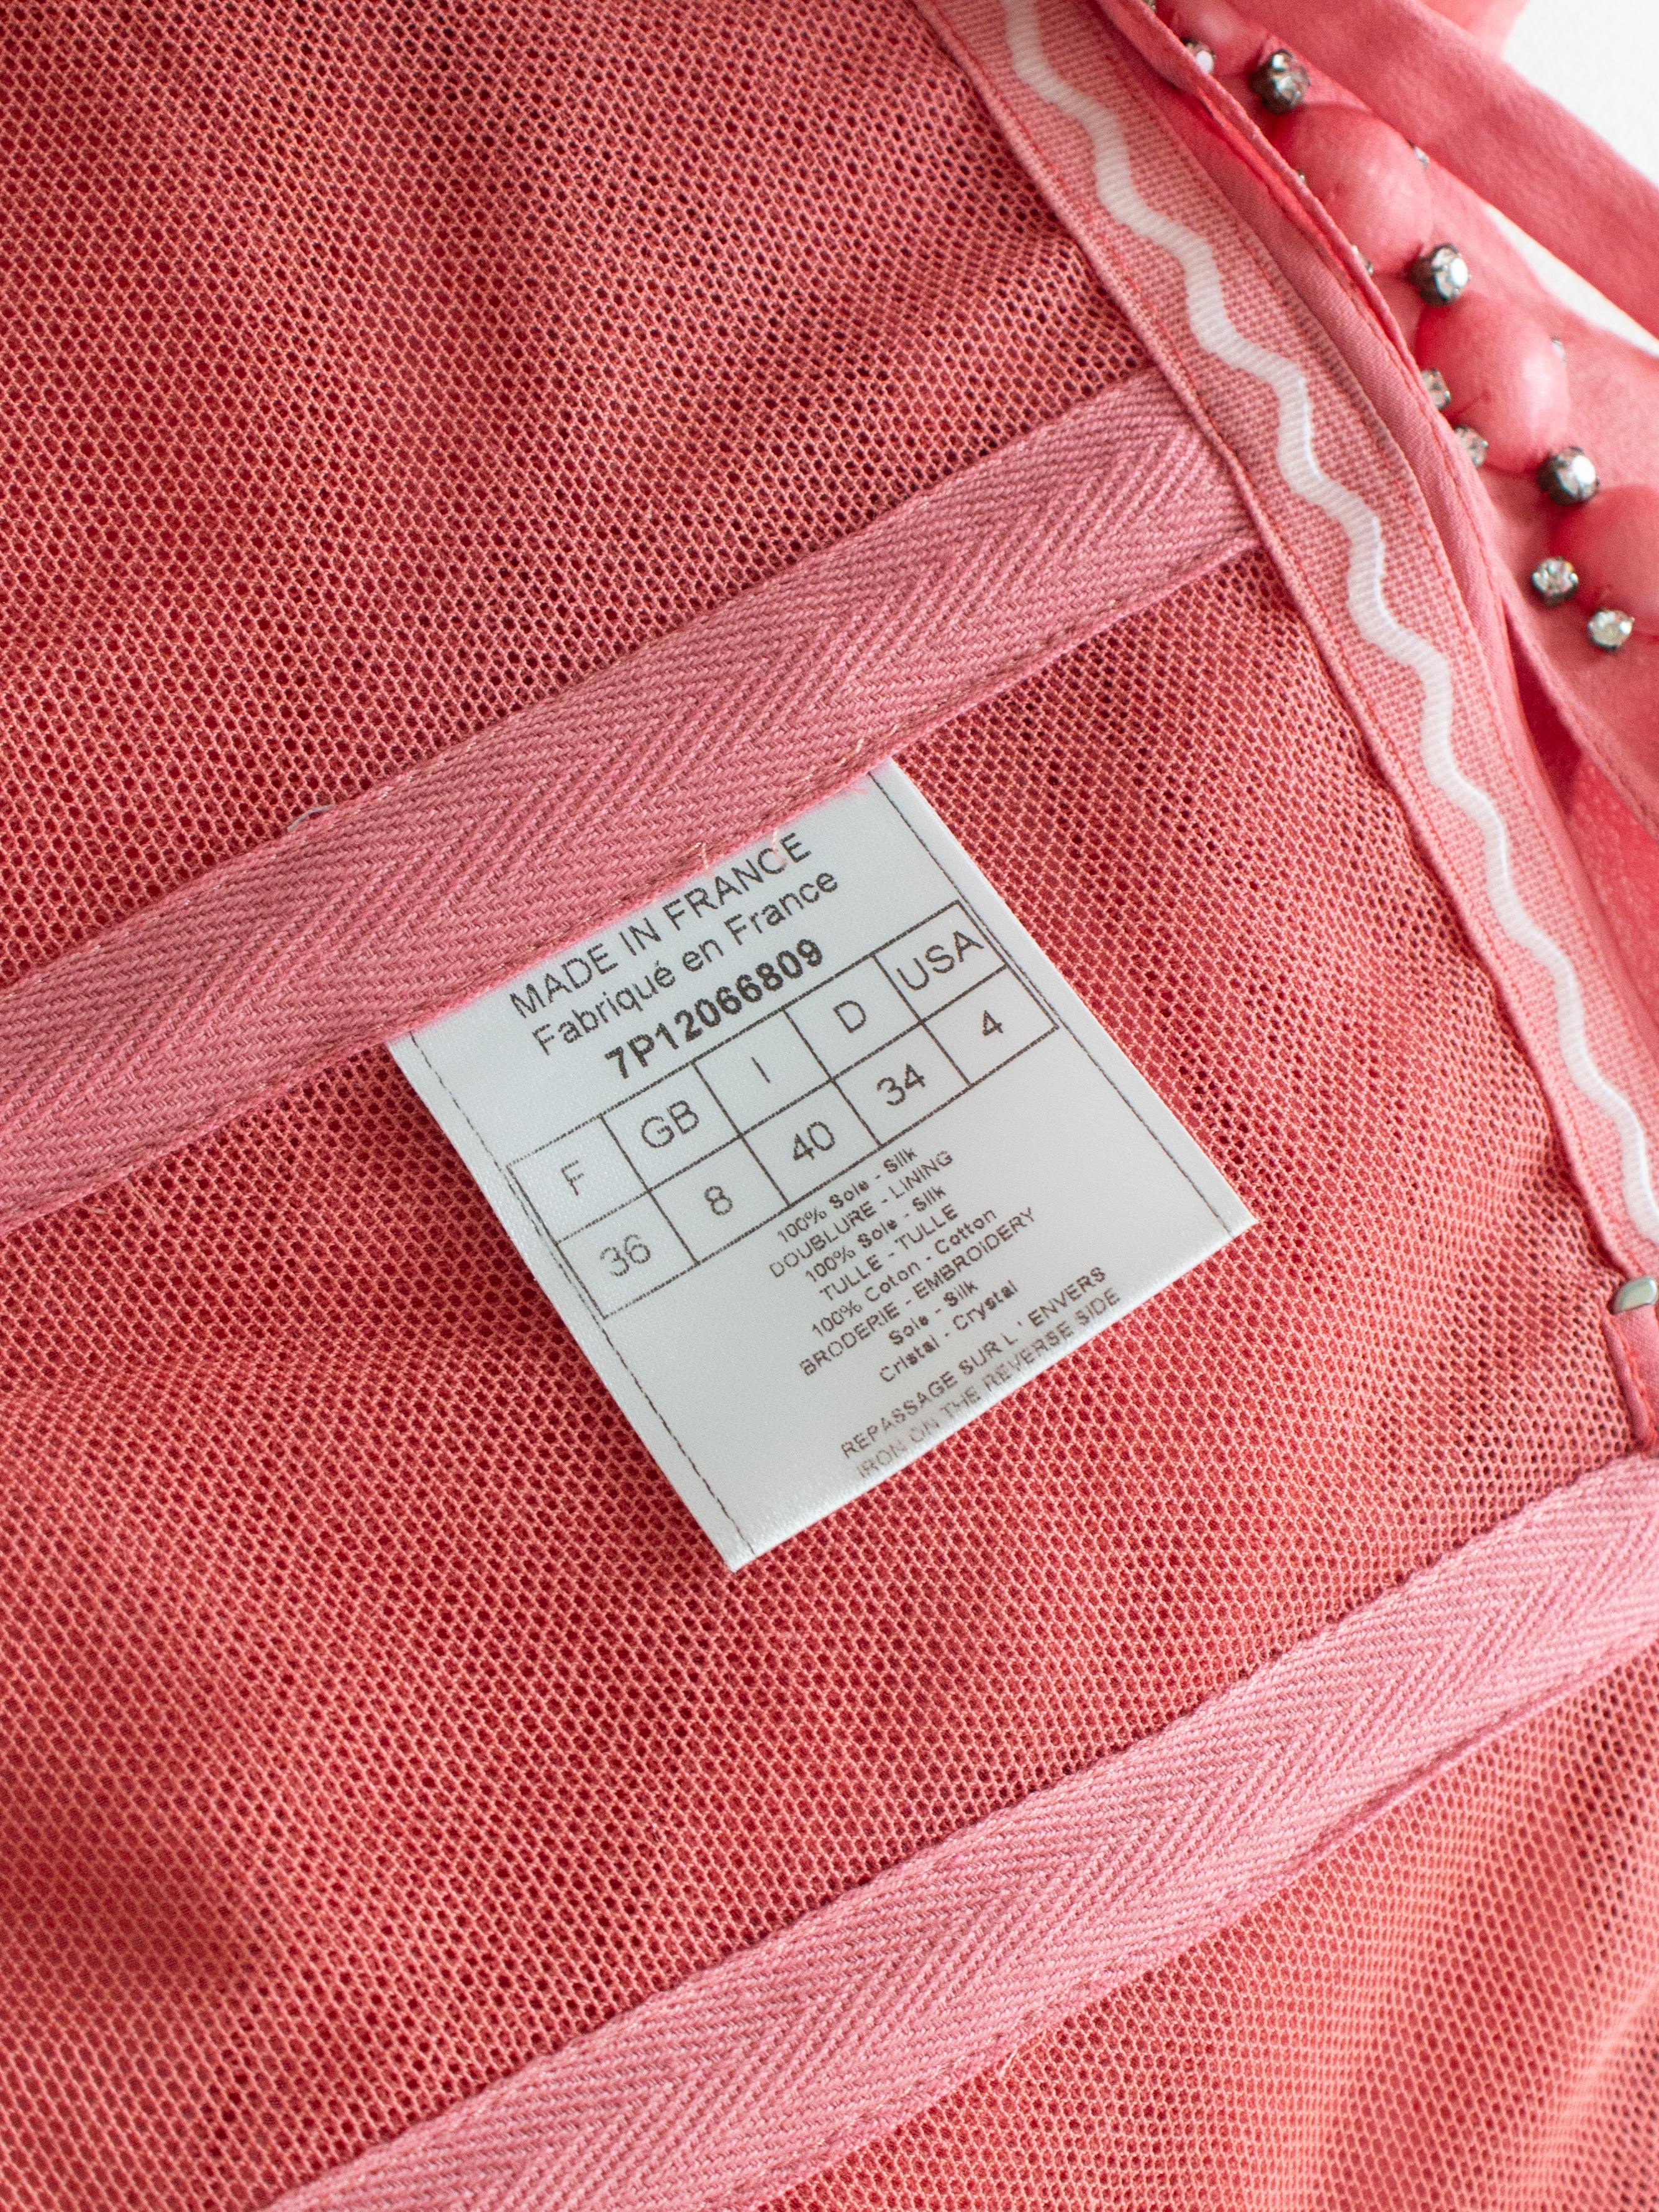 MADE IN FRANCE
Fabriqué en France
7P12066809
F GB I D USA
36 8 40 34 4
100% Soie - Silk
DOUBLURE - LINING
100% Soie - Silk
TULLE - TULLE
100% Coton - Cotton
BRODERIE - EMBROIDERY
Soie - Silk
Cristal - Crystal
REPASSAGE SUR L ' ENVERS
IRON ON THE REVERSE SIDE